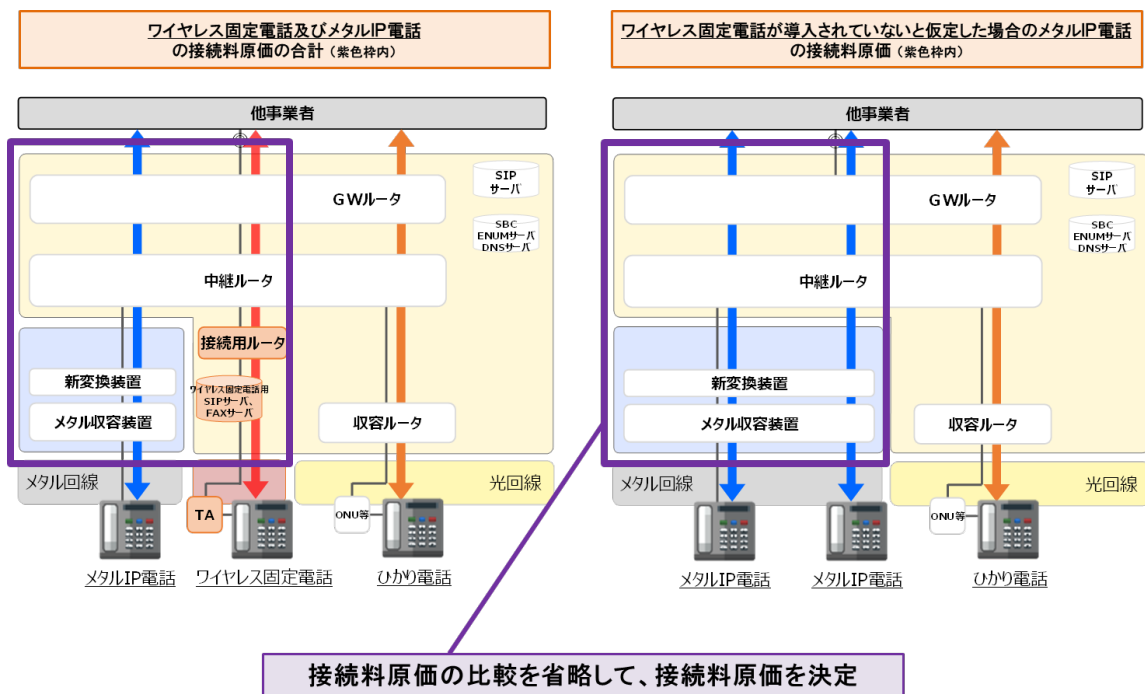 ワイヤレス固定電話及びメタルIP電話
の接続料原価の合計（紫色枠内）
他事業者
SIP
サーバ
GWルータ
SBC
ENUMサーバ
DNSサーバ
中継ルータ
接続用ルータ
新変換装置
ワイヤレス固定電話用
SIPサーバ、
FAXサーバ
メタル収容装置
収容ルータ
メタル回線
光回線
TA
ONU等
メタルIP電話
ワイヤレス固定電話
ひかり電話
ワイヤレス固定電話が導入されていないと仮定した場合のメタルIP電話
の接続料原価（紫色枠内）
他事業者
SIP
サーバ
GWルータ
SBC
ENUMサーバ
DNSサーバ
中継ルータ
新変換装置
メタル収容装置
収容ルータ
メタル回線
光回線
ONU等
メタルIP電話
メタルIP電話
ひかり電話
接続料原価の比較を省略して、接続料原価を決定